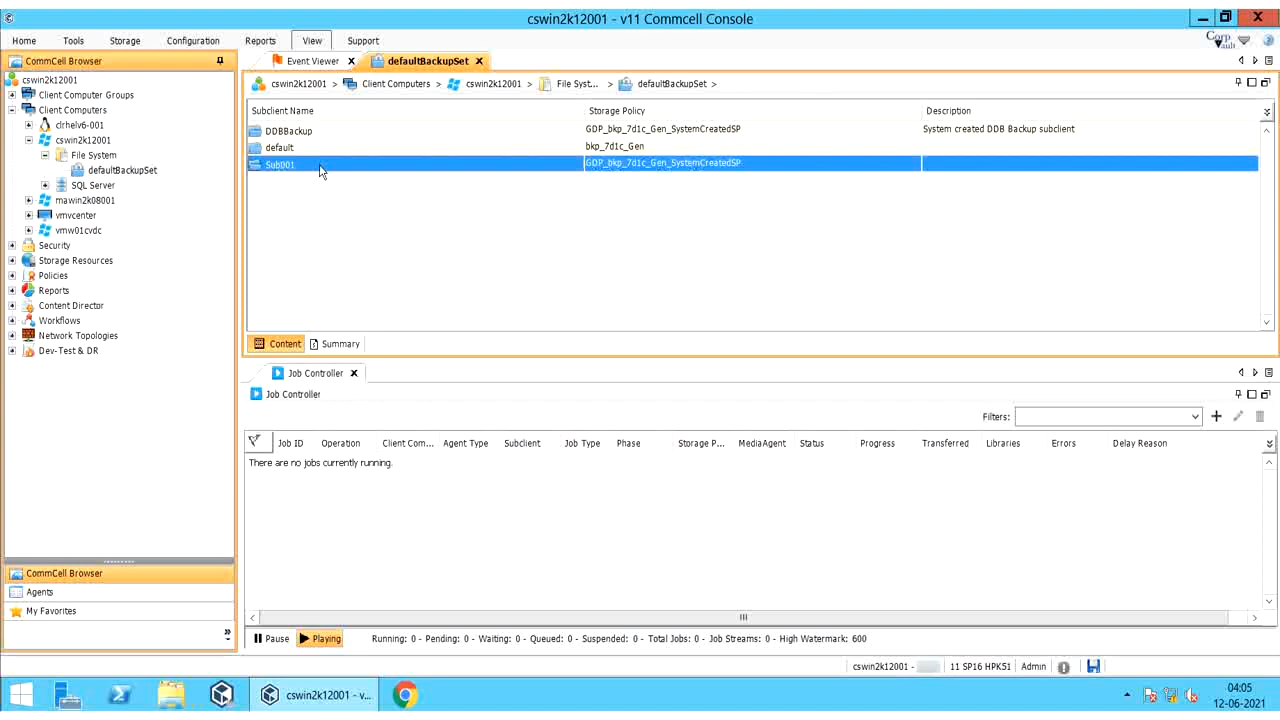 cswin2k12001 - v11 Commcell Console
Home Tools Storage Configuration Reports View Support
Corp Vault
CommCell Browser
cswin2k12001
Client Computer Groups
Client Computers
clrhelv6-001
cswin2k12001
File System
defaultBackupSet
SQL Server
mawin2k08001
vmvcenter
vmw01cvdc
Security
Storage Resources
Policies
Reports
Content Director
Workflows
Network Topologies
Dev-Test & DR
CommCell Browser
Agents
My Favorites
Event Viewer defaultBackupSet
cswin2k12001 > Client Computers > cswin2k12001 > File Syst... > defaultBackupSet >
Subclient Name Storage Policy Description
DDBBackup GDP_bkp_7d1c_Gen_SystemCreatedSP System created DDB Backup subclient
default bkp_7d1c_Gen
Sub001 GDP_bkp_7d1c_Gen_SystemCreatedSP
Content Summary
Job Controller
Job Controller
Filters:
Job ID Operation Client Com... Agent Type Subclient Job Type Phase Storage P... MediaAgent Status Progress Transferred Libraries Errors Delay Reason
There are no jobs currently running.
Pause Playing Running: 0 - Pending: 0 - Waiting: 0 - Queued: 0 - Suspended: 0 - Total Jobs: 0 - Job Streams: 0 - High Watermark: 600
cswin2k12001 - 11 SP16 HPK51 Admin
cswin2k12001 - v...
04:05
12-06-2021